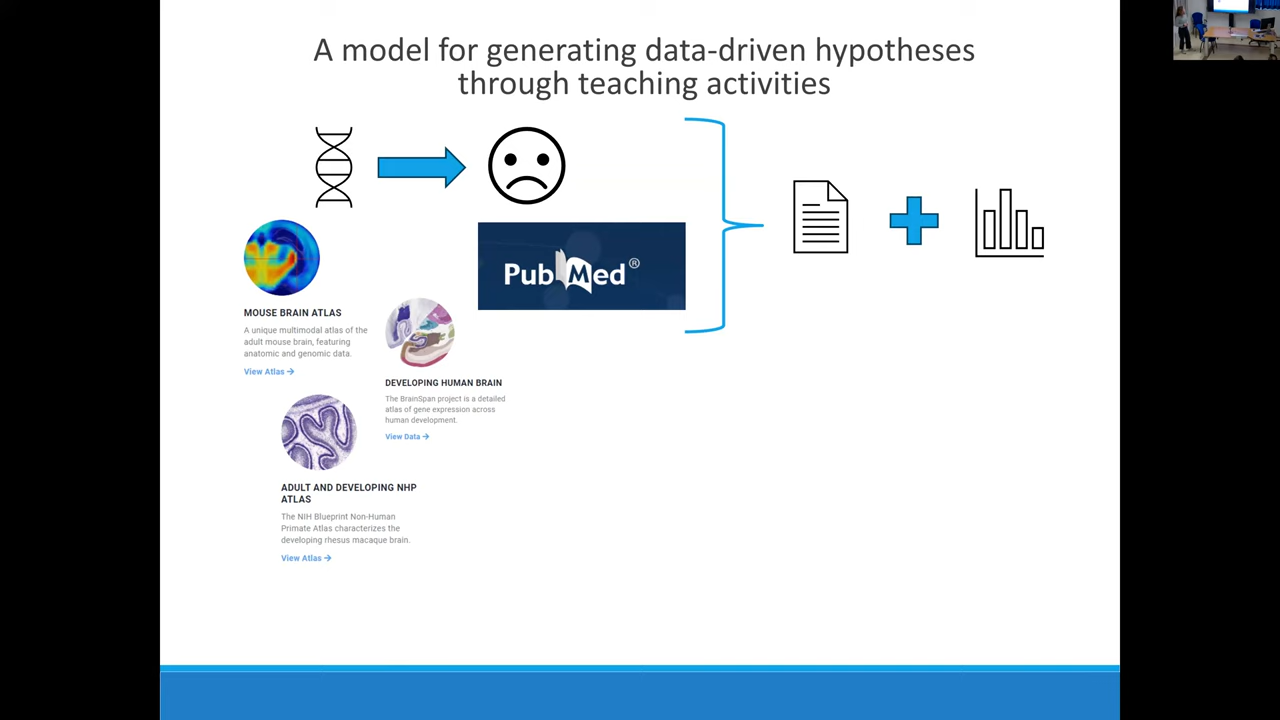 A model for generating data-driven hypotheses
through teaching activities
PubMed®
MOUSE BRAIN ATLAS
A unique multimodal atlas of the
adult mouse brain, featuring
anatomic and genomic data.
View Atlas →
DEVELOPING HUMAN BRAIN
The BrainSpan project is a detailed
atlas of gene expression across
human development.
View Data →
ADULT AND DEVELOPING NHP
ATLAS
The NIH Blueprint Non-Human
Primate Atlas characterizes the
developing rhesus macaque brain.
View Atlas →